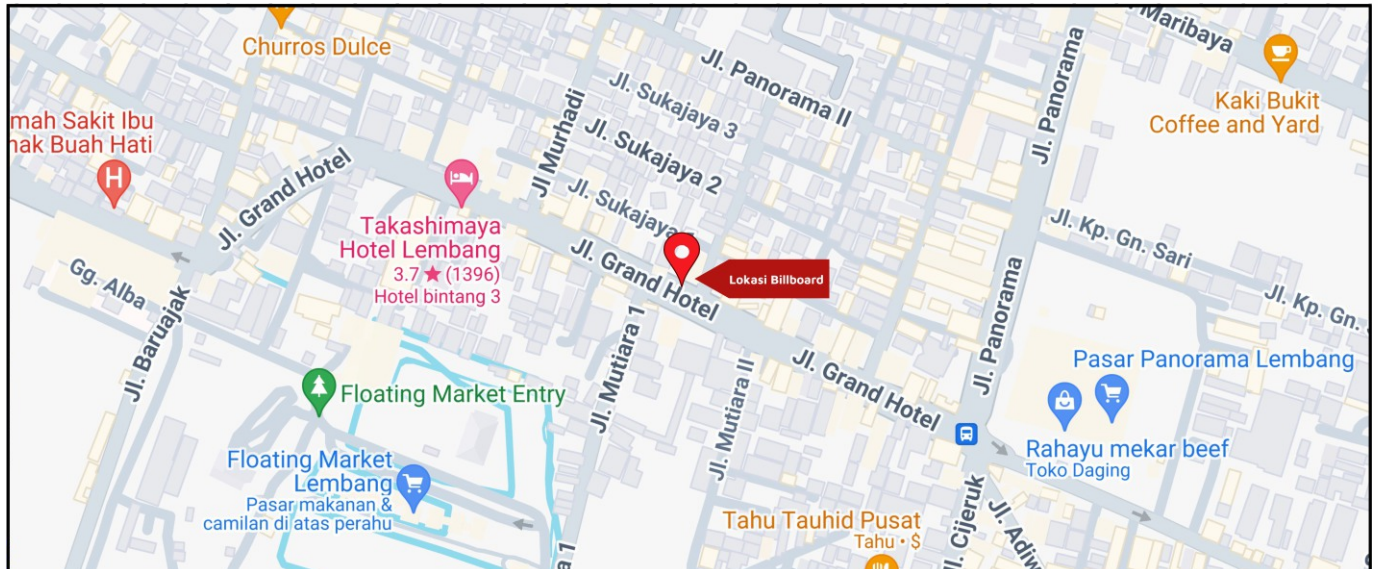 Churros Dulce
Maribaya
Jl. Panorama
Jl. Panorama II
Kaki Bukit
Coffee and Yard
mah Sakit Ibu
nak Buah Hati
H
Jl. Sukajaya 3
Jl Murhadi
Jl. Sukajaya 2
Jl. Grand Hotel
Takashimaya
Hotel Lembang
3.7 ★ (1396)
Hotel bintang 3
Jl. Sukajaya
Jl. Grand Hotel
Lokasi Billboard
Jl. Kp. Gn. Sari
Jl. Kp. Gn.
Gg. Alba
Jl. Baruajak
Jl. Panorama
Jl. Mutiara 1
Jl. Mutiara II
Jl. Grand Hotel
Pasar Panorama Lembang
Floating Market Entry
Rahayu mekar beef
Toko Daging
Floating Market
Lembang
Pasar makanan &
camilan di atas perahu
Tahu Tauhid Pusat
Tahu • $
Jl. Cijeruk
Jl. Adiw
a 1